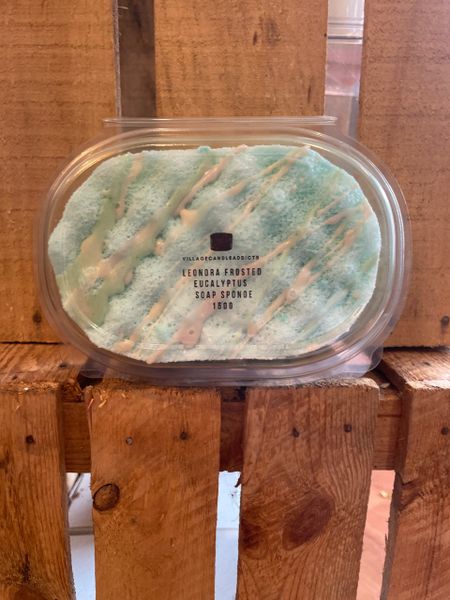 VILLAGECANDLEADDICTS
LEONORA FROSTED
EUCALYPTUS
SOAP SPONGE
150G